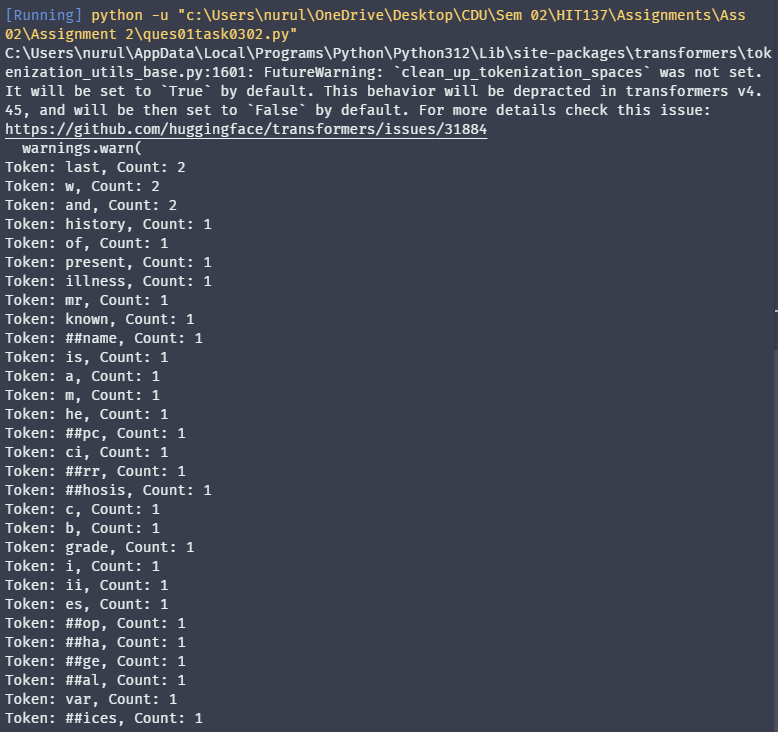 [Running] python -u "c:\Users\nurul\OneDrive\Desktop\CDU\Sem 02\HIT137\Assignments\Ass
02\Assignment 2\ques01task0302.py"
C:\Users\nurul\AppData\Local\Programs\Python\Python312\Lib\site-packages\transformers\tok
enization_utils_base.py:1601: FutureWarning: `clean_up_tokenization_spaces` was not set.
It will be set to `True` by default. This behavior will be depracted in transformers v4.
45, and will be then set to `False` by default. For more details check this issue:
https://github.com/huggingface/transformers/issues/31884
  warnings.warn(
Token: last, Count: 2
Token: w, Count: 2
Token: and, Count: 2
Token: history, Count: 1
Token: of, Count: 1
Token: present, Count: 1
Token: illness, Count: 1
Token: mr, Count: 1
Token: known, Count: 1
Token: ##name, Count: 1
Token: is, Count: 1
Token: a, Count: 1
Token: m, Count: 1
Token: he, Count: 1
Token: ##pc, Count: 1
Token: ci, Count: 1
Token: ##rr, Count: 1
Token: ##hosis, Count: 1
Token: c, Count: 1
Token: b, Count: 1
Token: grade, Count: 1
Token: i, Count: 1
Token: ii, Count: 1
Token: es, Count: 1
Token: ##op, Count: 1
Token: ##ha, Count: 1
Token: ##ge, Count: 1
Token: ##al, Count: 1
Token: var, Count: 1
Token: ##ices, Count: 1